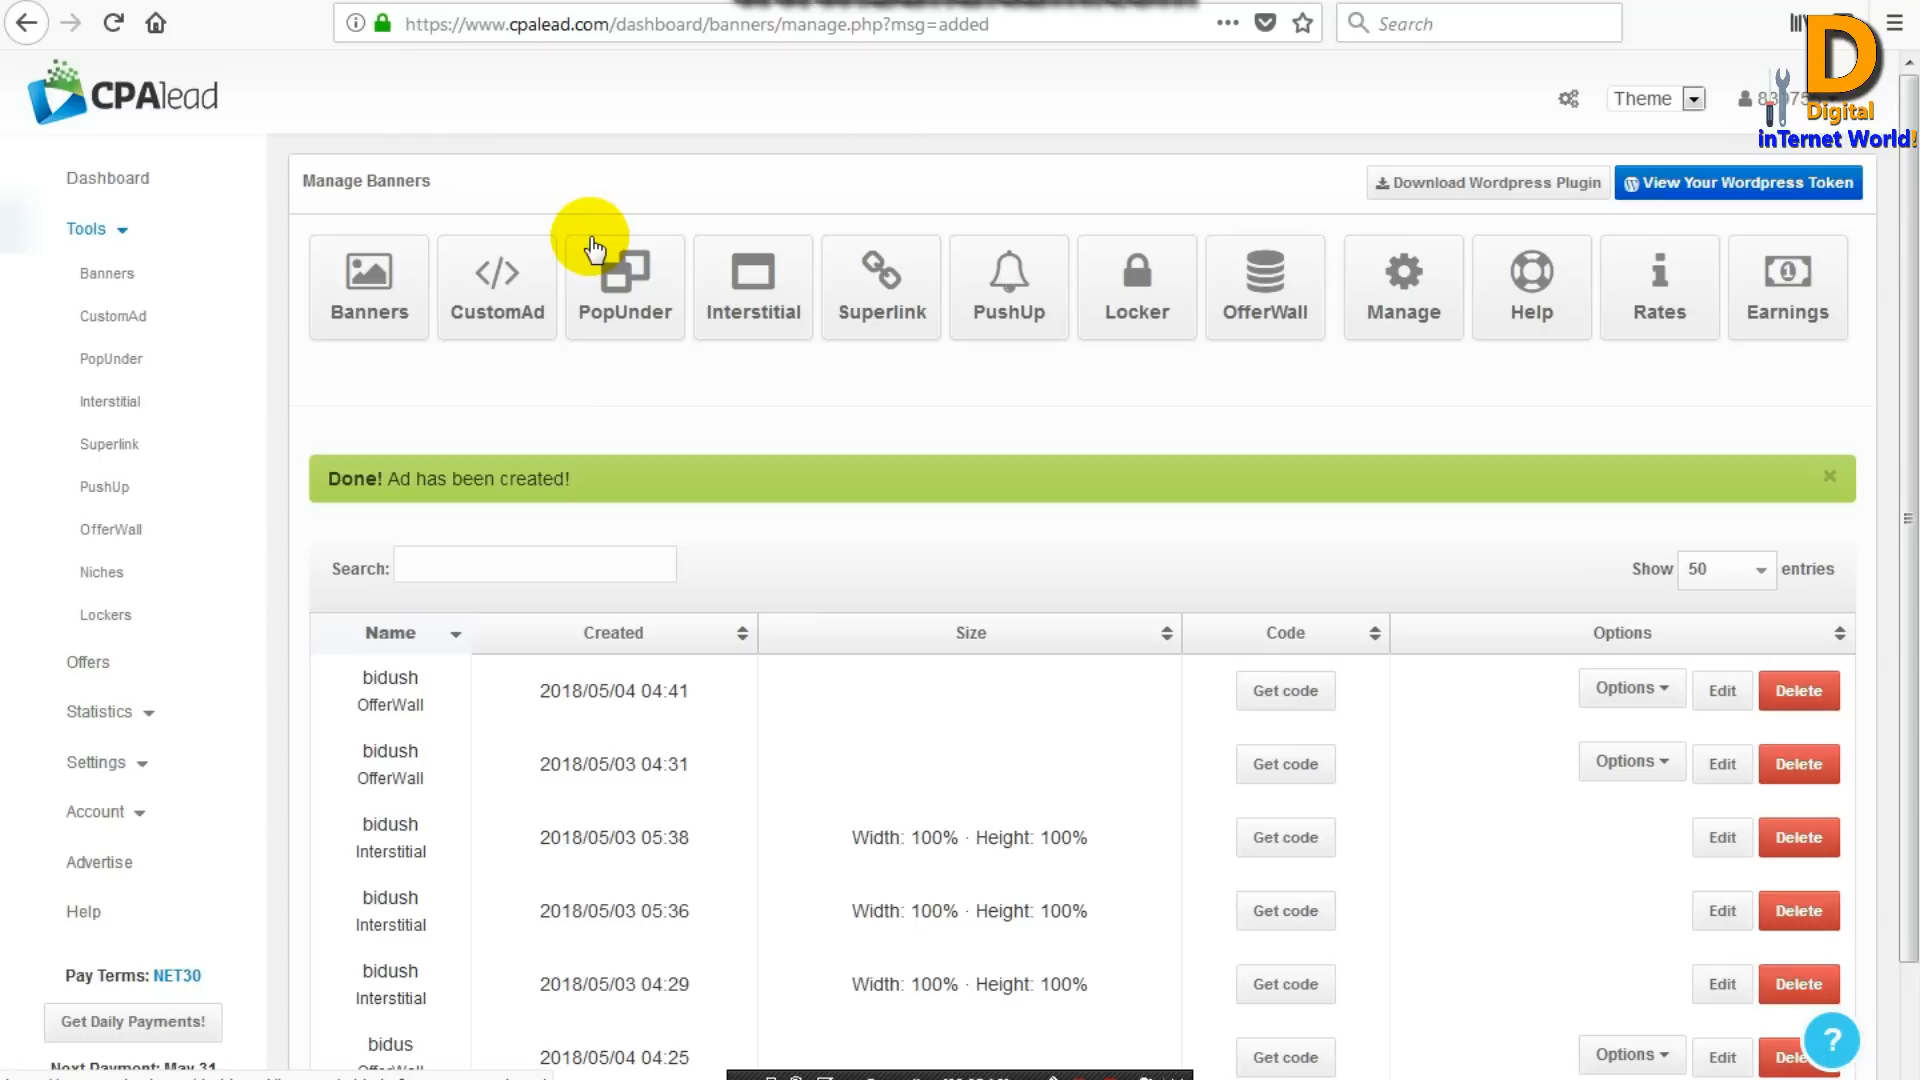 https://www.cpalead.com/dashboard/banners/manage.php?msg=added
Search
CPAlead
Theme
Digital
inTernet World!
Dashboard
Tools
Banners
CustomAd
PopUnder
Interstitial
Superlink
PushUp
OfferWall
Niches
Lockers
Offers
Statistics
Settings
Account
Advertise
Help
Pay Terms: NET30
Get Daily Payments!
Next Payment: May 31
Manage Banners
Download Wordpress Plugin
View Your Wordpress Token
Banners
CustomAd
PopUnder
Interstitial
Superlink
PushUp
Locker
OfferWall
Manage
Help
Rates
Earnings
Done! Ad has been created!
Search:
Show 50 entries
Name Created Size Code Options
bidush
OfferWall
2018/05/04 04:41 Get code Options Edit Delete
bidush
OfferWall
2018/05/03 04:31 Get code Options Edit Delete
bidush
Interstitial
2018/05/03 05:38 Width: 100% · Height: 100% Get code Edit Delete
bidush
Interstitial
2018/05/03 05:36 Width: 100% · Height: 100% Get code Edit Delete
bidush
Interstitial
2018/05/03 04:29 Width: 100% · Height: 100% Get code Edit Delete
bidus
OfferWall
2018/05/04 04:25 Get code Options Edit
?